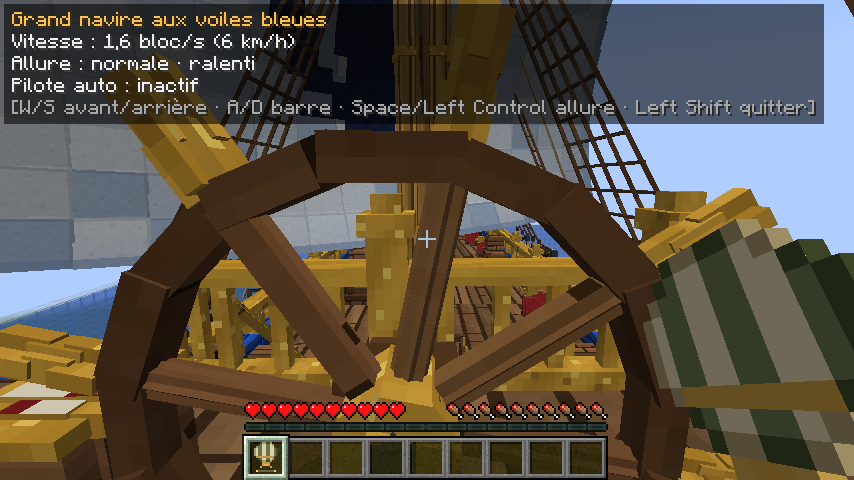 Grand navire aux voiles bleues
Vitesse : 1,6 bloc/s (6 km/h)
Allure : normale · ralenti
Pilote auto : inactif
[W/S avant/arrière · A/D barre · Space/Left Control allure · Left Shift quitter]